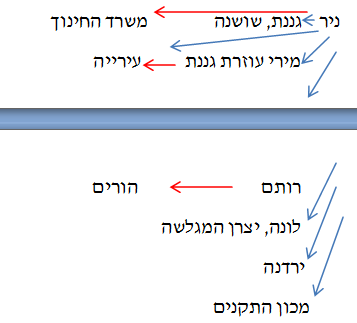 ניר גננת, שושנה משרד החינוך
מירי עוזרת גננת עירייה
רותם הורים
לונה, יצרן המגלשה
ירדנה
מכון התקנים